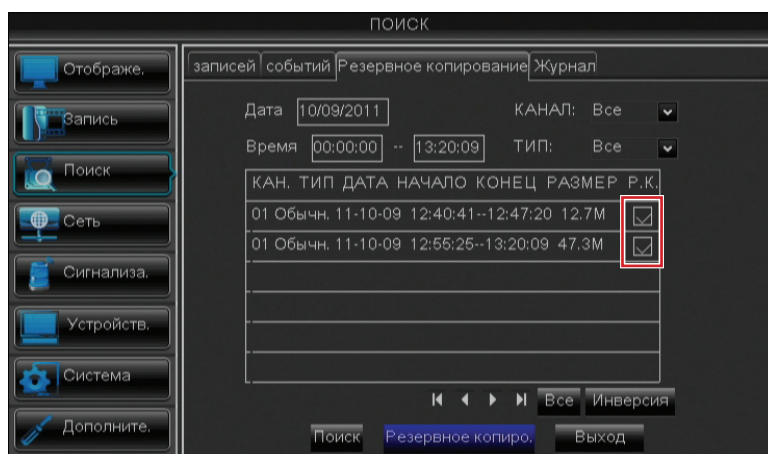 ПОИСК
Отображе.
Запись
Поиск
Сеть
Сигнализа.
Устройств.
Система
Дополните.
записей событий Резервное копирование Журнал
Дата 10/09/2011 КАНАЛ: Все
Время 00:00:00 -- 13:20:09 ТИП: Все
КАН. ТИП ДАТА НАЧАЛО КОНЕЦ РАЗМЕР Р.К.
01 Обычн. 11-10-09 12:40:41--12:47:20 12.7M
01 Обычн. 11-10-09 12:55:25--13:20:09 47.3M
Все Инверсия
Поиск Резервное копиро. Выход